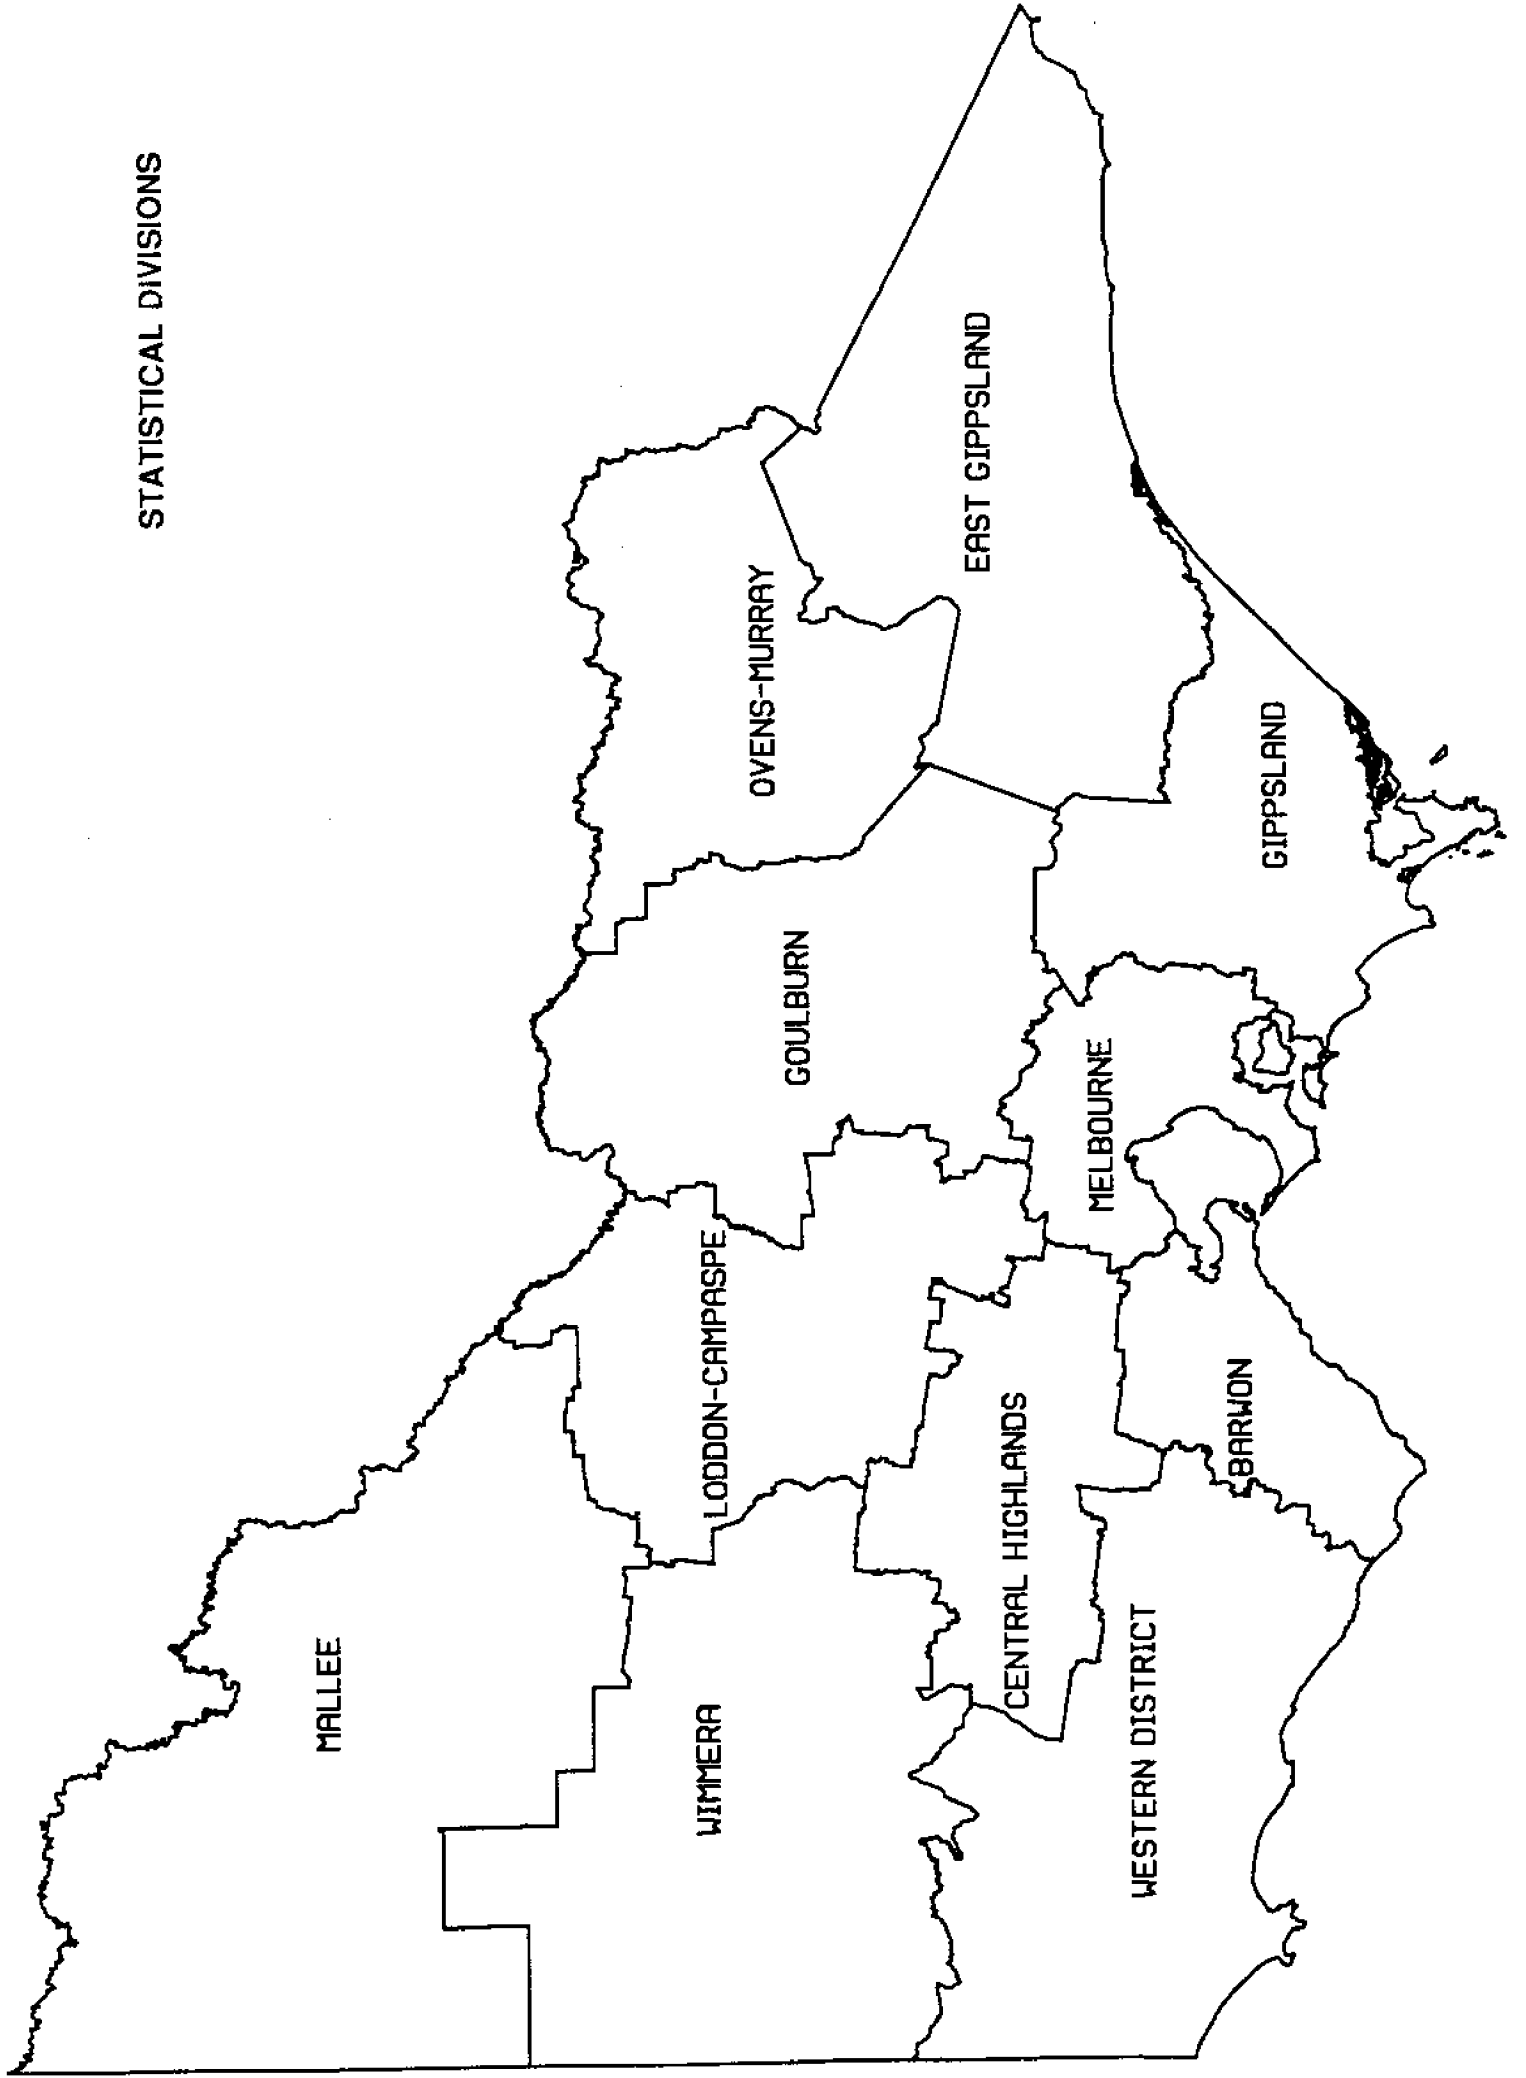 STATISTICAL DIVISIONS
MALLEE
WIMMERA
LODDON-CAMPASPE
GOULBURN
OVENS-MURRAY
EAST GIPPSLAND
CENTRAL HIGHLANDS
WESTERN DISTRICT
MELBOURNE
BARWON
GIPPSLAND